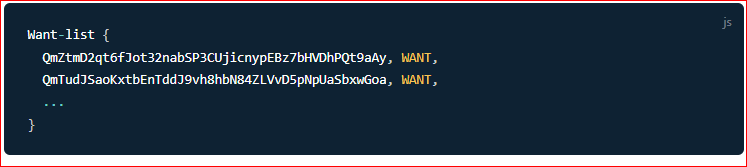 js
Want-list {
QmZtmD2qt6fJot32nabSP3CUjicnypEBz7bHVDhPQt9aAy, WANT,
QmTudJSaoKxtbEnTddJ9vh8hbN84ZLVvD5pNpUaSbxwGoa, WANT,
...
}